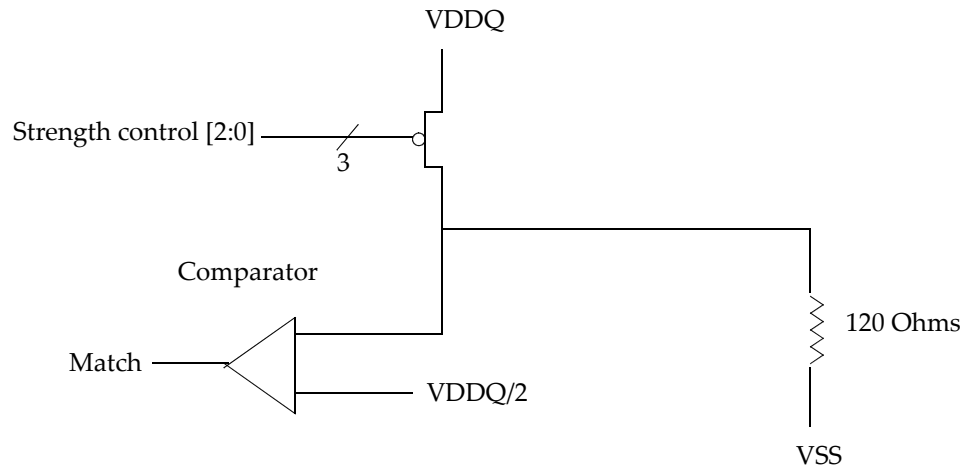 VDDQ
Strength control [2:0]
3
Comparator
120 Ohms
Match
VDDQ/2
VSS